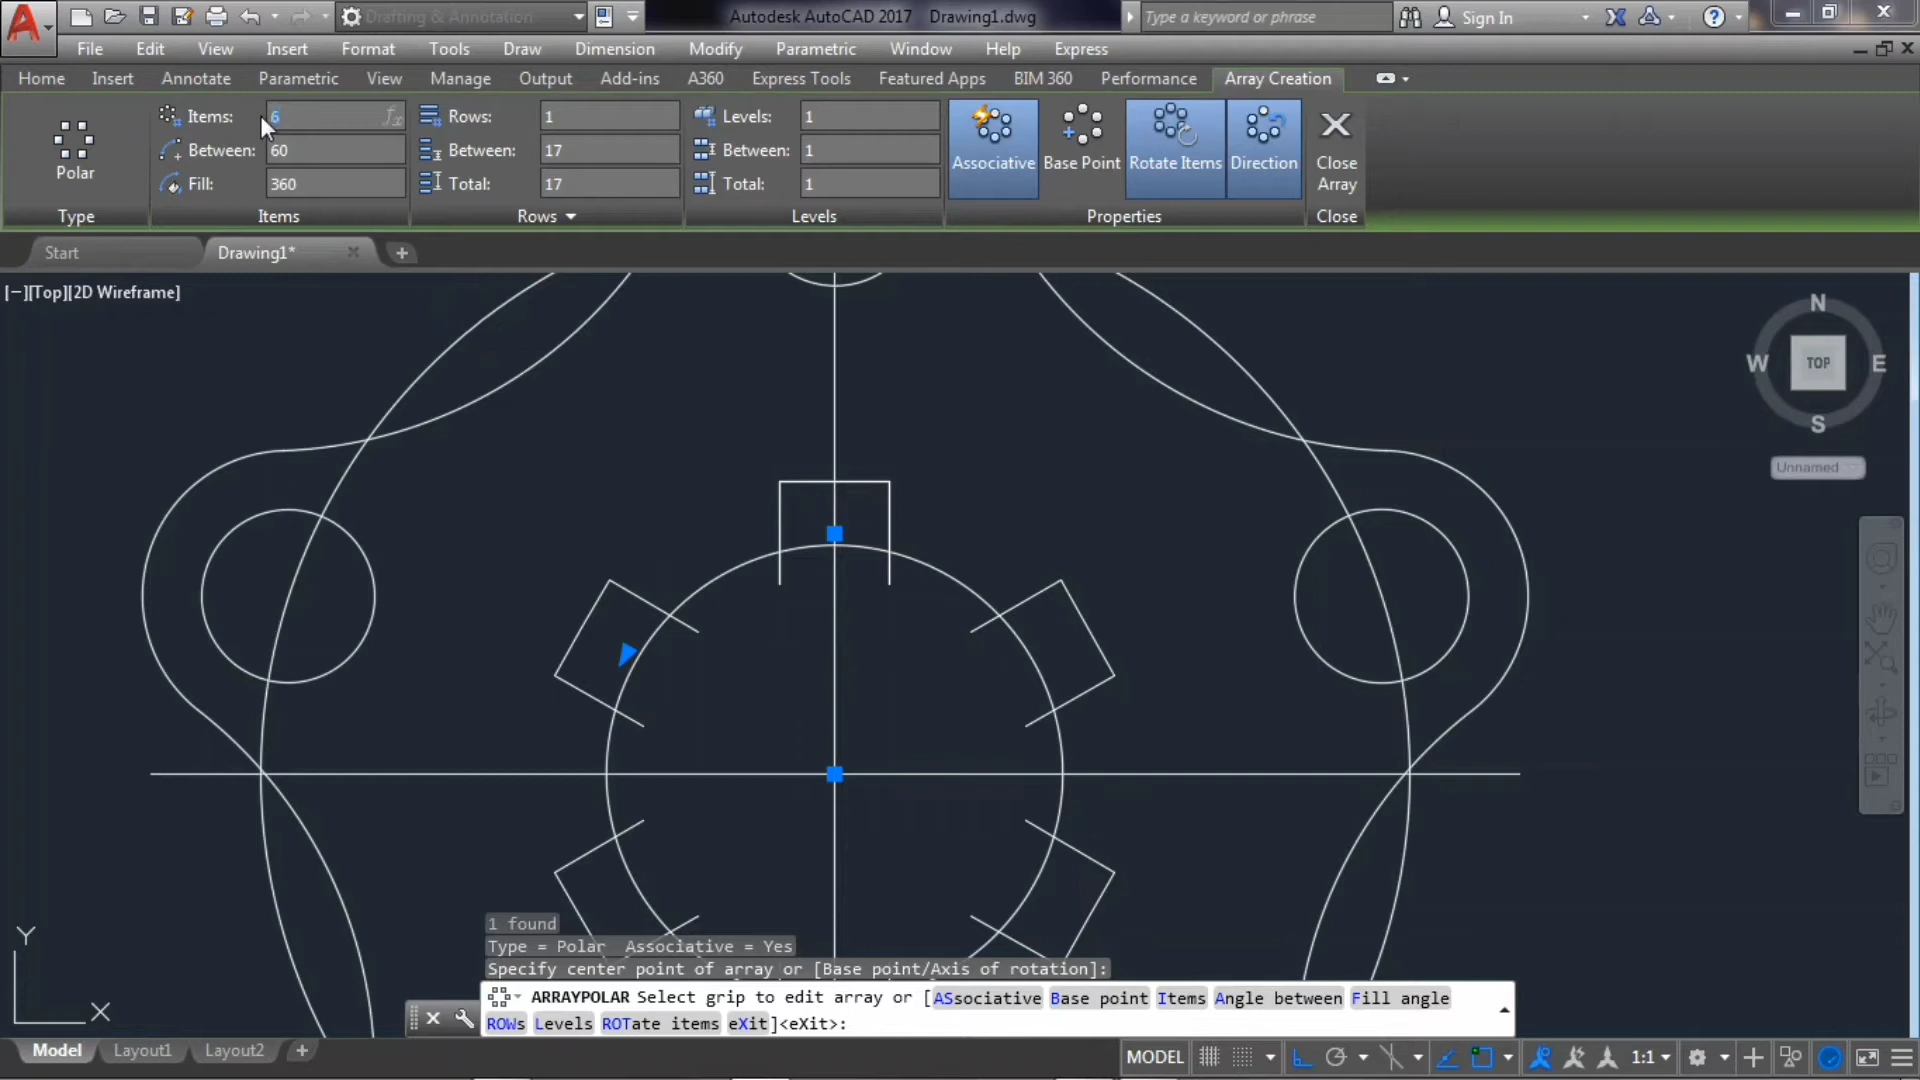 Drafting & Annotation
Autodesk AutoCAD 2017 Drawing1.dwg
Type a keyword or phrase
Sign In
File Edit View Insert Format Tools Draw Dimension Modify Parametric Window Help Express
Home Insert Annotate Parametric View Manage Output Add-ins A360 Express Tools Featured Apps BIM 360 Performance Array Creation
Items: 6 fx Rows: 1 Levels: 1
Between: 60 Between: 17 Between: 1
Fill: 360 Total: 17 Total: 1
Polar
Associative Base Point Rotate Items Direction Close Array
Type Items Rows Levels Properties Close
Start Drawing1*
[−][Top][2D Wireframe]
N
W TOP E
S
Unnamed
Y
X
1 found
Type = Polar Associative = Yes
Specify center point of array or [Base point/Axis of rotation]:
ARRAYPOLAR Select grip to edit array or [ASsociative Base point Items Angle between Fill angle
ROWs Levels ROTate items eXit]<eXit>:
Model Layout1 Layout2
MODEL 1:1